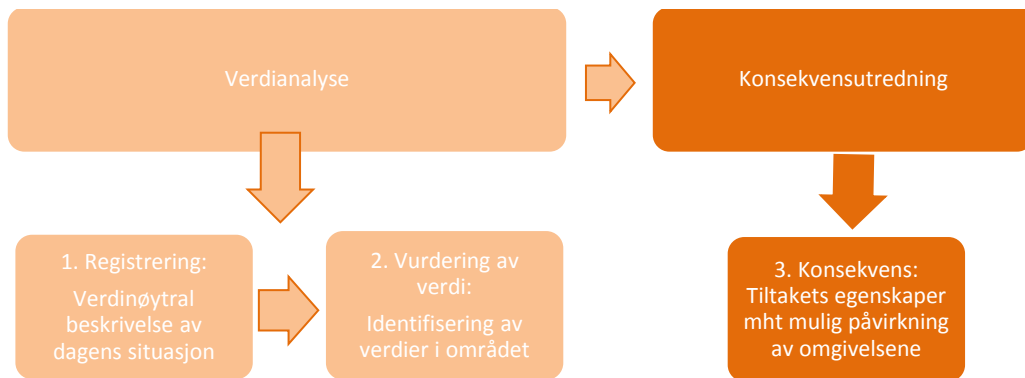 Verdianalyse
Konsekvensutredning
1. Registrering:
Verdinøytral
beskrivelse av
dagens situasjon
2. Vurdering av
verdi:
Identifisering av
verdier i området
3. Konsekvens:
Tiltakets egenskaper
mht mulig påvirkning
av omgivelsene